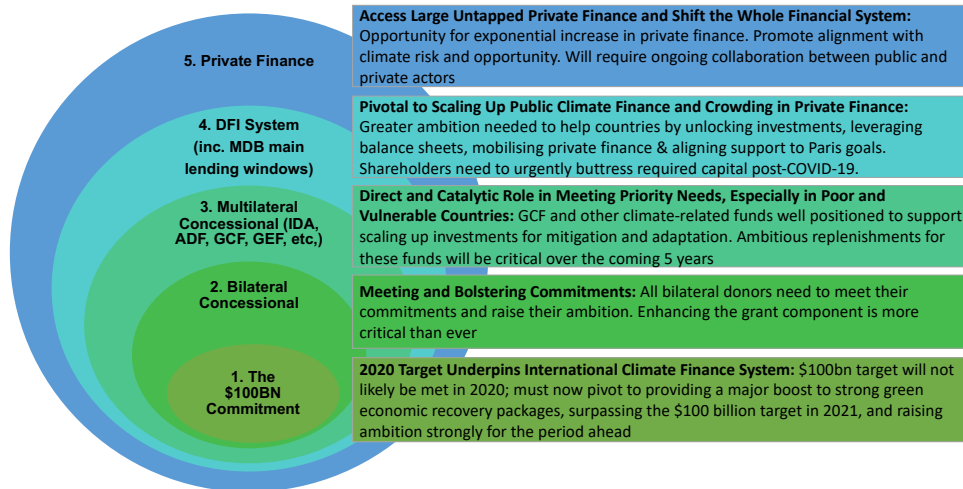 5. Private Finance
Access Large Untapped Private Finance and Shift the Whole Financial System:
Opportunity for exponential increase in private finance. Promote alignment with
climate risk and opportunity. Will require ongoing collaboration between public and
private actors
4. DFI System
(inc. MDB main
lending windows)
Pivotal to Scaling Up Public Climate Finance and Crowding in Private Finance:
Greater ambition needed to help countries by unlocking investments, leveraging
balance sheets, mobilising private finance & aligning support to Paris goals.
Shareholders need to urgently buttress required capital post-COVID-19.
3. Multilateral
Concessional (IDA,
ADF, GCF, GEF, etc,)
Direct and Catalytic Role in Meeting Priority Needs, Especially in Poor and
Vulnerable Countries: GCF and other climate-related funds well positioned to support
scaling up investments for mitigation and adaptation. Ambitious replenishments for
these funds will be critical over the coming 5 years
2. Bilateral
Concessional
Meeting and Bolstering Commitments: All bilateral donors need to meet their
commitments and raise their ambition. Enhancing the grant component is more
critical than ever
1. The
$100BN
Commitment
2020 Target Underpins International Climate Finance System: $100bn target will not
likely be met in 2020; must now pivot to providing a major boost to strong green
economic recovery packages, surpassing the $100 billion target in 2021, and raising
ambition strongly for the period ahead